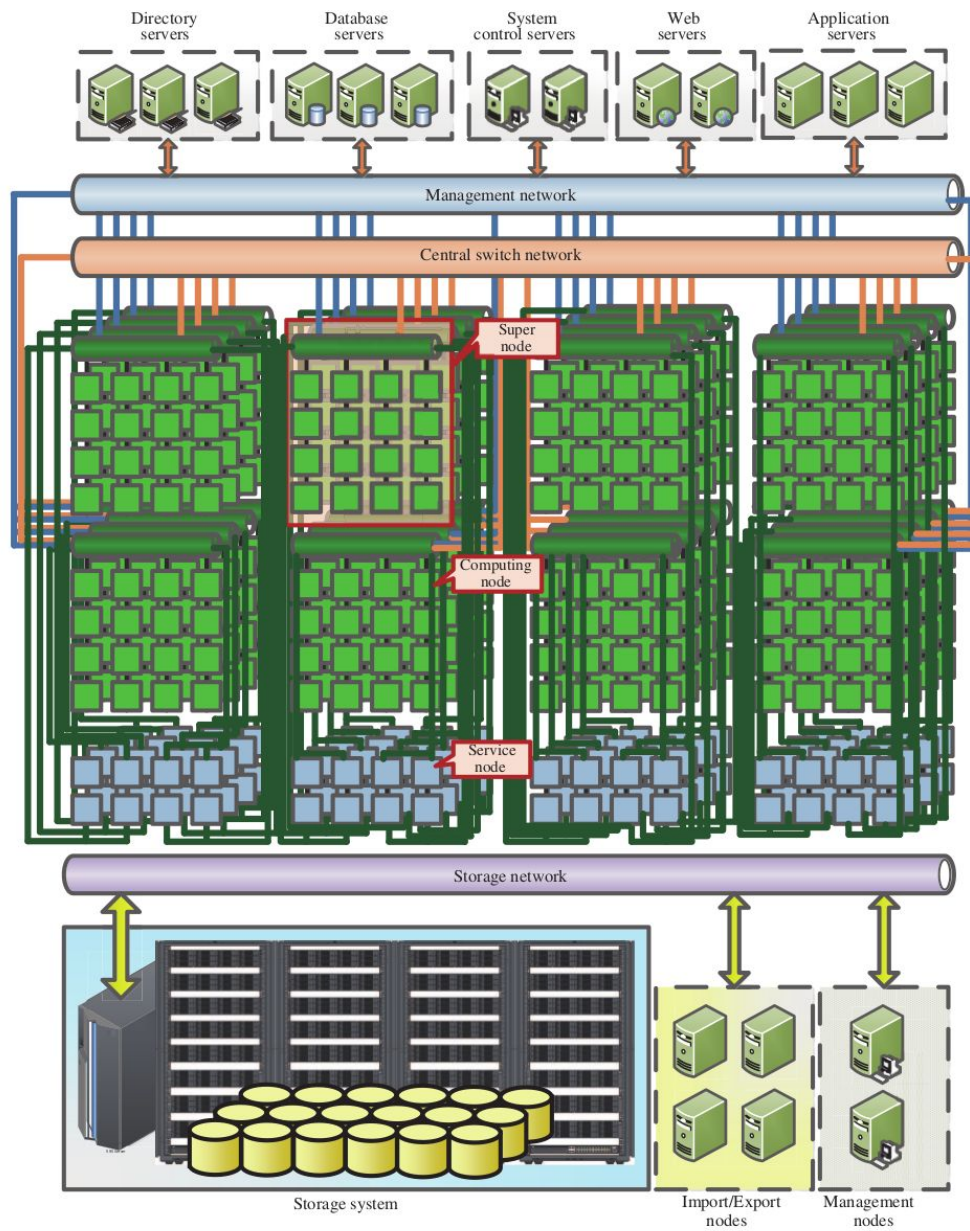 Directory
servers
Database
servers
System
control servers
Web
servers
Application
servers
Management network
Central switch network
Super
node
Computing
node
Service
node
Storage network
Storage system
Import/Export
nodes
Management
nodes